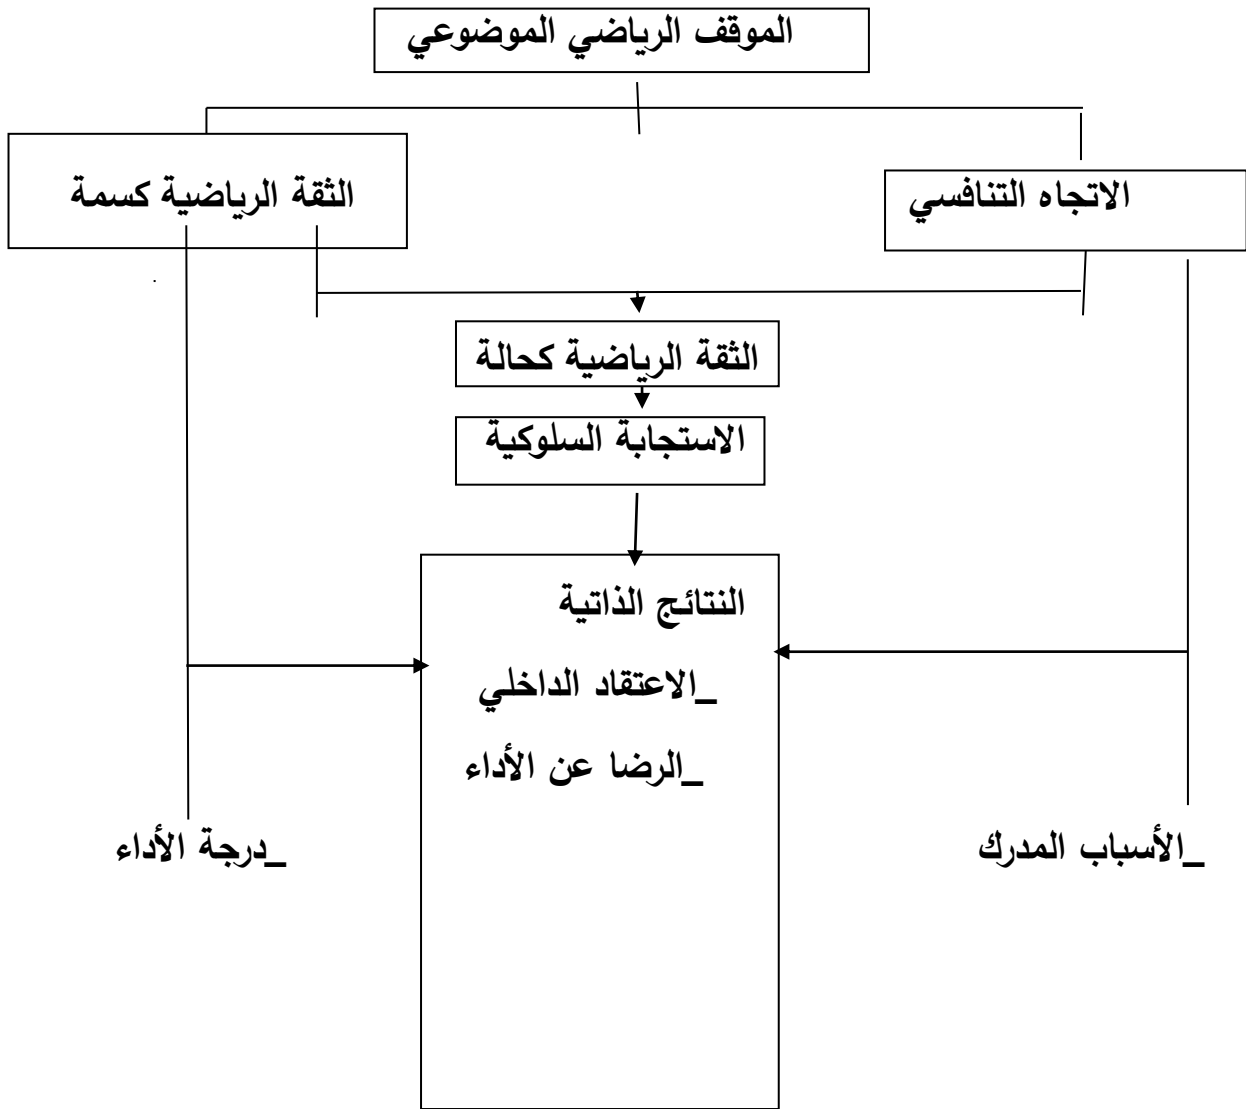 الموقف الرياضي الموضوعي
الاتجاه التنافسي
الثقة الرياضية كسمة
الثقة الرياضية كحالة
الاستجابة السلوكية
النتائج الذاتية
_الاعتقاد الداخلي
_الرضا عن الأداء
_الأسباب المدرك
_درجة الأداء